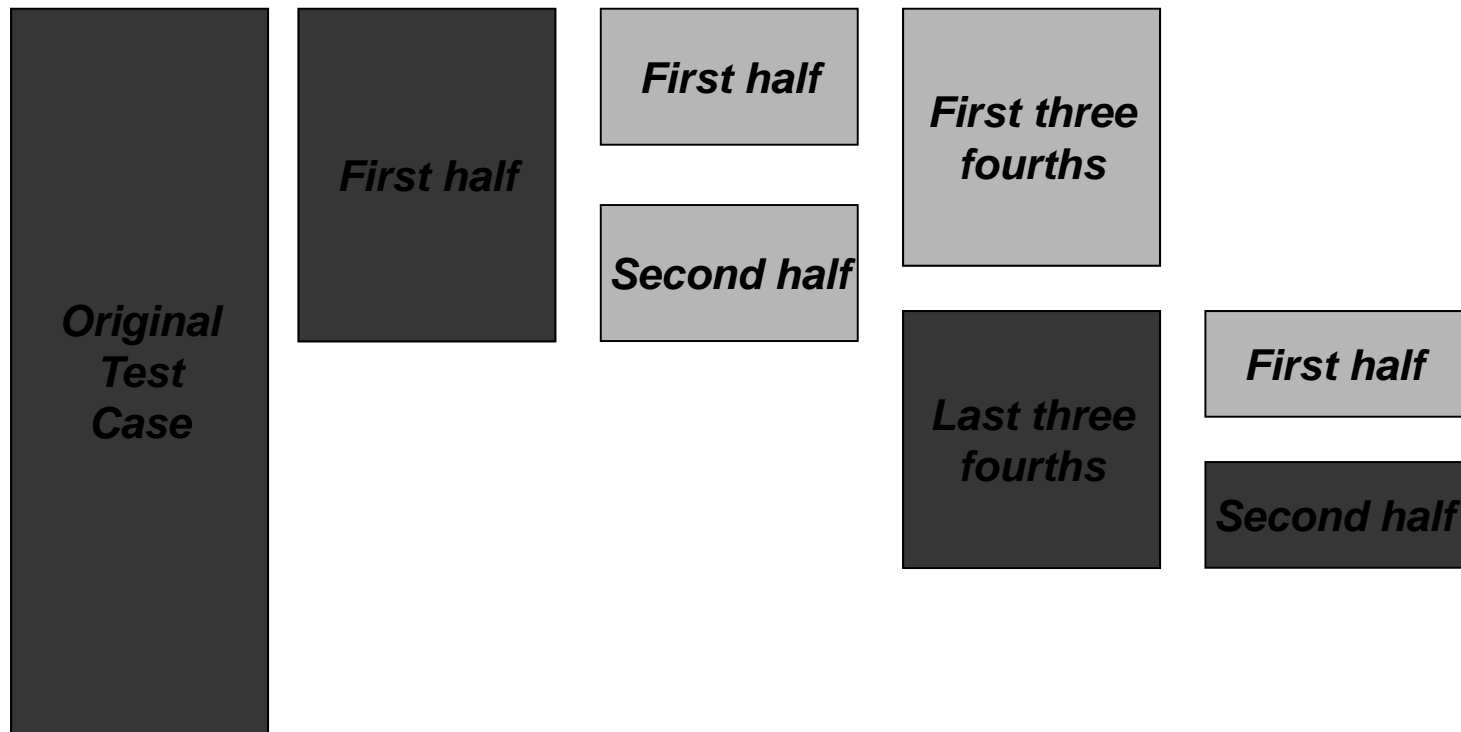 Original
Test
Case
First half
First half
Second half
First three
fourths
Last three
fourths
First half
Second half